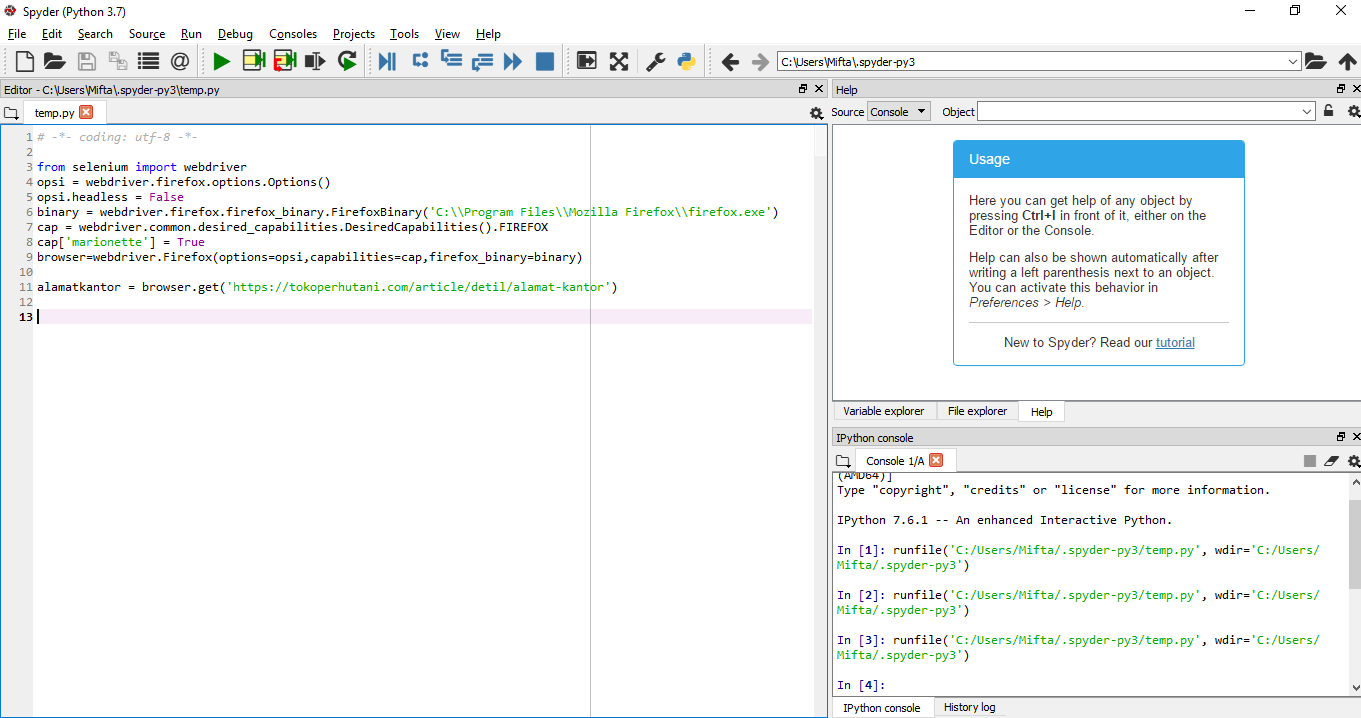 Spyder (Python 3.7)
File Edit Search Source Run Debug Consoles Projects Tools View Help
C:\Users\Mifta\.spyder-py3
Editor - C:\Users\Mifta\.spyder-py3\temp.py
temp.py
1 # -*- coding: utf-8 -*-
2
3 from selenium import webdriver
4 opsi = webdriver.firefox.options.Options()
5 opsi.headless = False
6 binary = webdriver.firefox.firefox_binary.FirefoxBinary('C:\\Program Files\\Mozilla Firefox\\firefox.exe')
7 cap = webdriver.common.desired_capabilities.DesiredCapabilities().FIREFOX
8 cap['marionette'] = True
9 browser=webdriver.Firefox(options=opsi,capabilities=cap,firefox_binary=binary)
10
11 alamatkantor = browser.get('https://tokoperhutani.com/article/detil/alamat-kantor')
12
13
Help
Source Console Object
Usage
Here you can get help of any object by
pressing Ctrl+I in front of it, either on the
Editor or the Console.
Help can also be shown automatically after
writing a left parenthesis next to an object.
You can activate this behavior in
Preferences > Help.
New to Spyder? Read our tutorial
Variable explorer File explorer Help
IPython console
Console 1/A
(AMD64)]
Type "copyright", "credits" or "license" for more information.
IPython 7.6.1 -- An enhanced Interactive Python.
In [1]: runfile('C:/Users/Mifta/.spyder-py3/temp.py', wdir='C:/Users/
Mifta/.spyder-py3')
In [2]: runfile('C:/Users/Mifta/.spyder-py3/temp.py', wdir='C:/Users/
Mifta/.spyder-py3')
In [3]: runfile('C:/Users/Mifta/.spyder-py3/temp.py', wdir='C:/Users/
Mifta/.spyder-py3')
In [4]:
IPython console History log